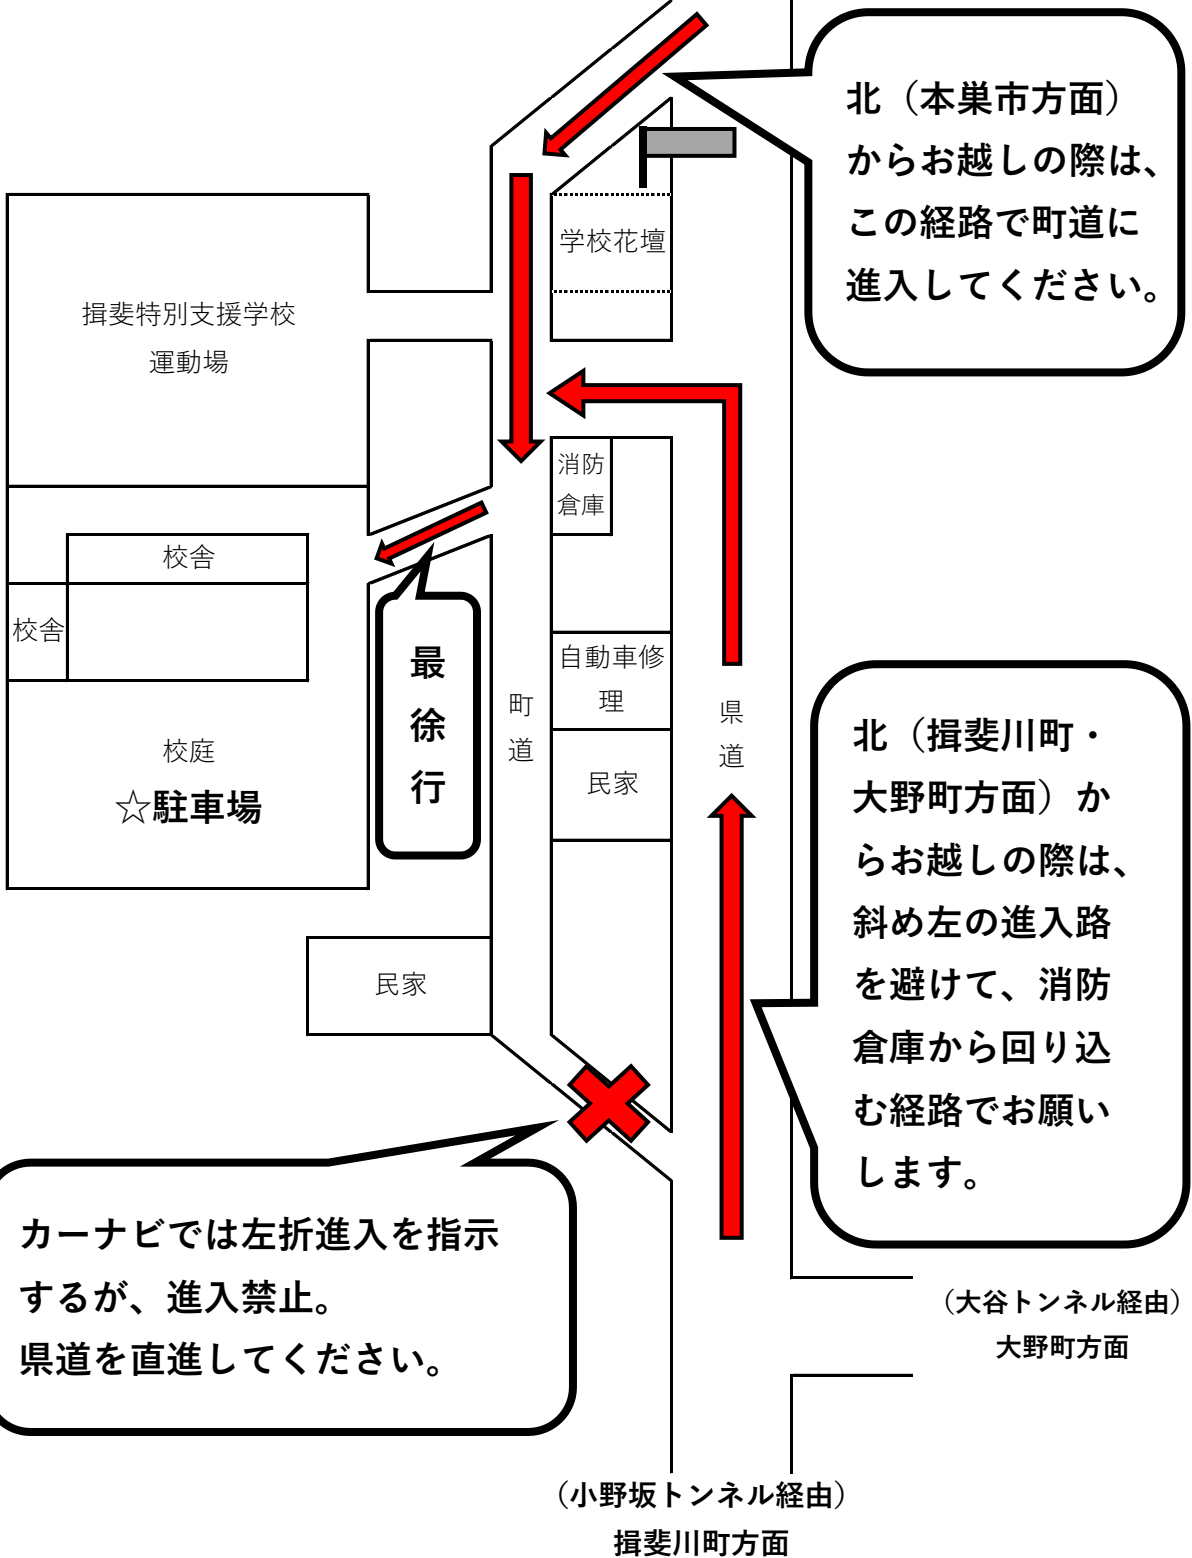 北（本巣市方面）
からお越しの際は、
この経路で町道に
進入してください。
学校花壇
揖斐特別支援学校
運動場
消防
倉庫
校舎
校舎
最
徐
行
自動車修
理
町
道
県
道
民家
校庭
☆駐車場
北（揖斐川町・
大野町方面）か
らお越しの際は、
斜め左の進入路
を避けて、消防
倉庫から回り込
む経路でお願い
します。
民家
カーナビでは左折進入を指示
するが、進入禁止。
県道を直進してください。
（大谷トンネル経由）
大野町方面
（小野坂トンネル経由）
揖斐川町方面